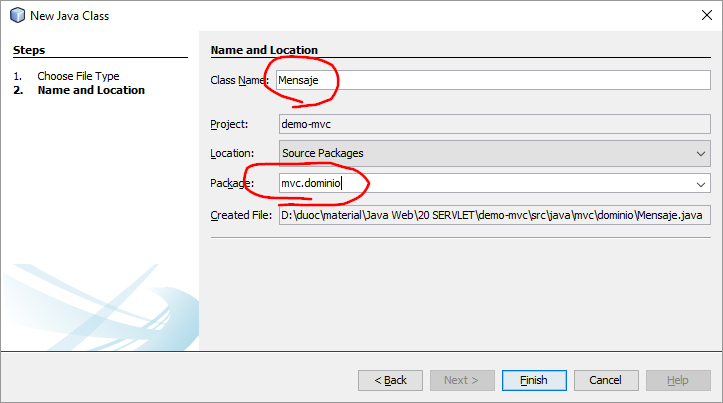 New Java Class
Steps
1. Choose File Type
2. Name and Location
Name and Location
Class Name: Mensaje
Project: demo-mvc
Location: Source Packages
Package: mvc.dominio
Created File: D:\duoc\material\Java Web\20 SERVLET\demo-mvc\src\java\mvc\dominio\Mensaje.java
< Back Next > Finish Cancel Help